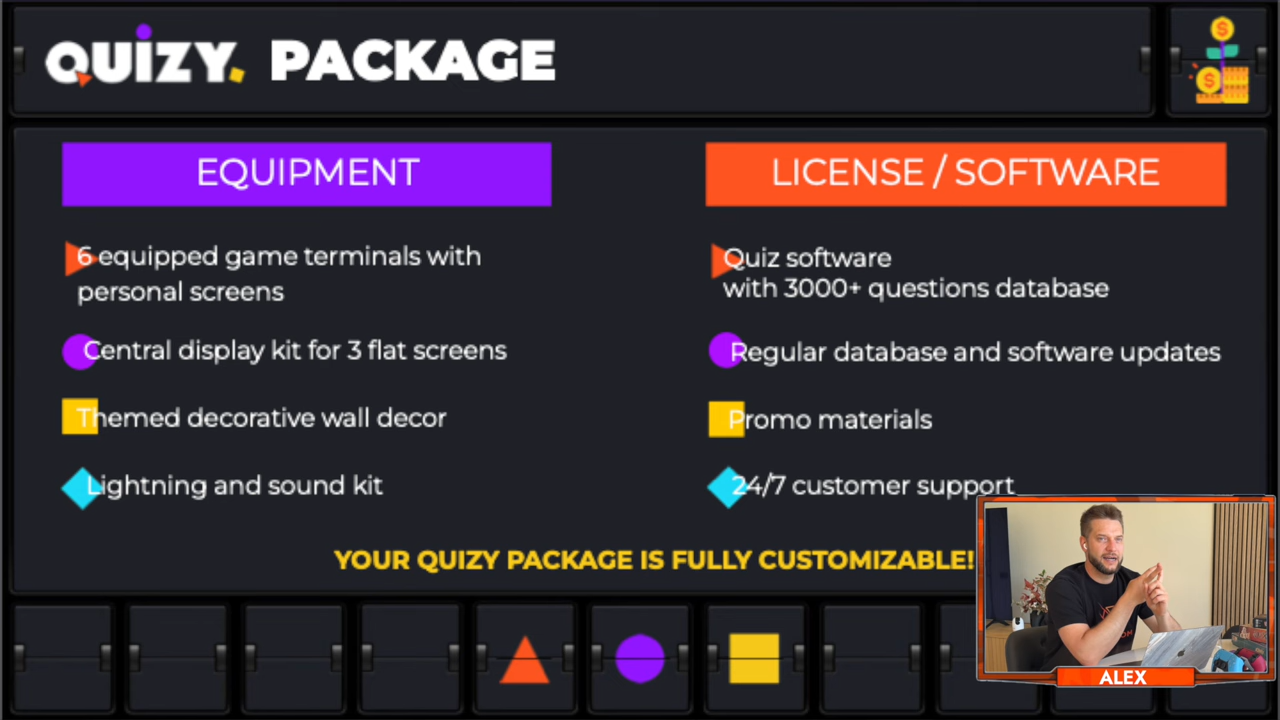 QUIZY. PACKAGE
EQUIPMENT
6 equipped game terminals with
personal screens
Central display kit for 3 flat screens
Themed decorative wall decor
Lightning and sound kit
LICENSE / SOFTWARE
Quiz software
with 3000+ questions database
Regular database and software updates
Promo materials
24/7 customer support
YOUR QUIZY PACKAGE IS FULLY CUSTOMIZABLE!
ALEX